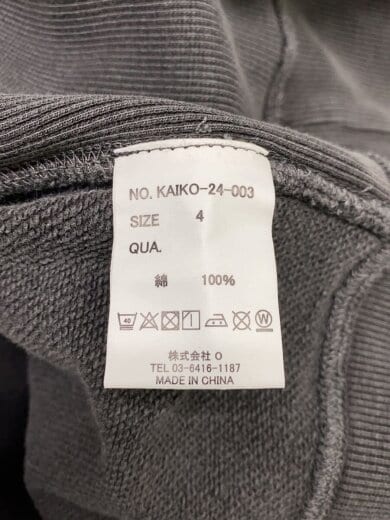 NO. KAIKO-24-003
SIZE 4
QUA.
綿 100%
40 W
株式会社 O
TEL 03-6416-1187
MADE IN CHINA